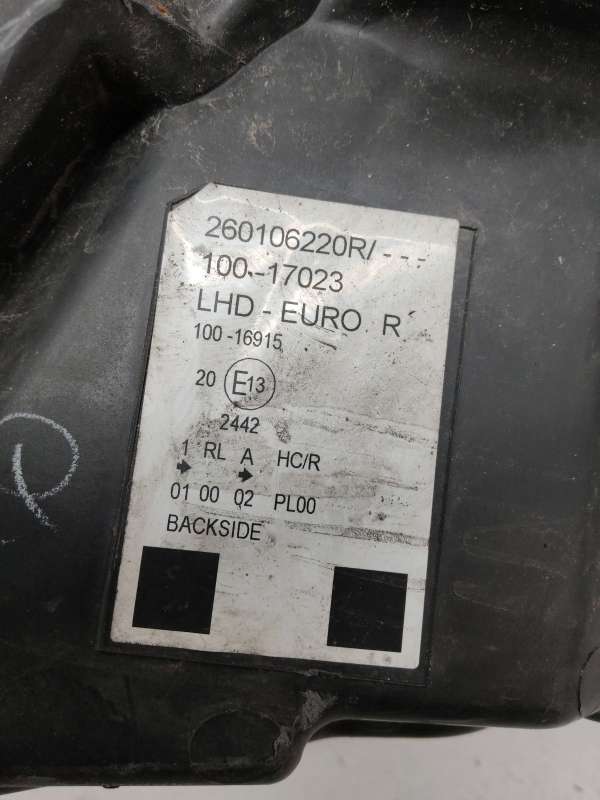 260106220R/ - - -
100-17023
LHD - EURO R
100-16915
20 E13
2442
1 RL A HC/R
01 00 02 PL00
BACKSIDE